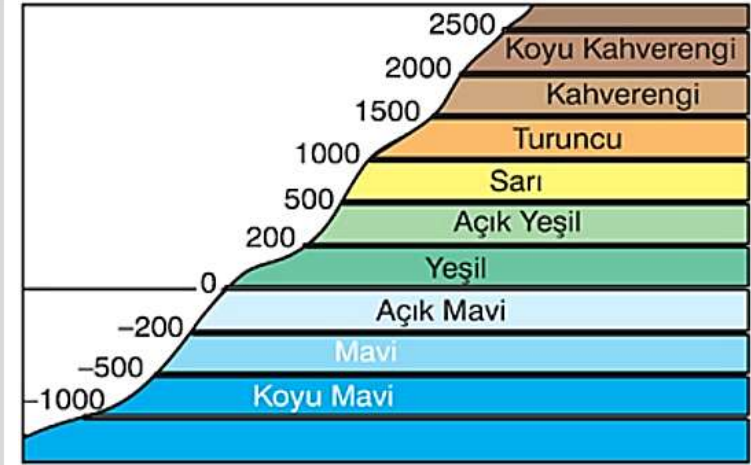 2500
Koyu Kahverengi
2000
Kahverengi
1500
Turuncu
1000
Sarı
500
Açık Yeşil
200
Yeşil
0
Açık Mavi
–200
Mavi
–500
Koyu Mavi
–1000